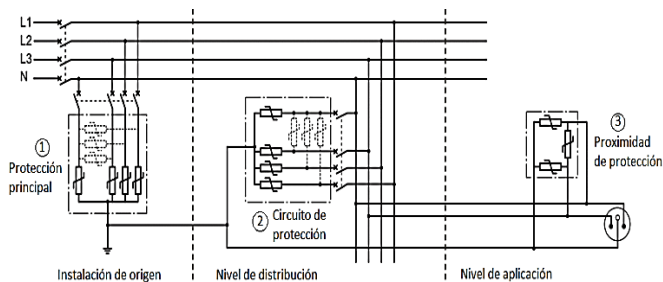 L1
L2
L3
N
1
Protección
principal
2
Circuito de
protección
3
Proximidad
de protección
Instalación de origen
Nivel de distribución
Nivel de aplicación